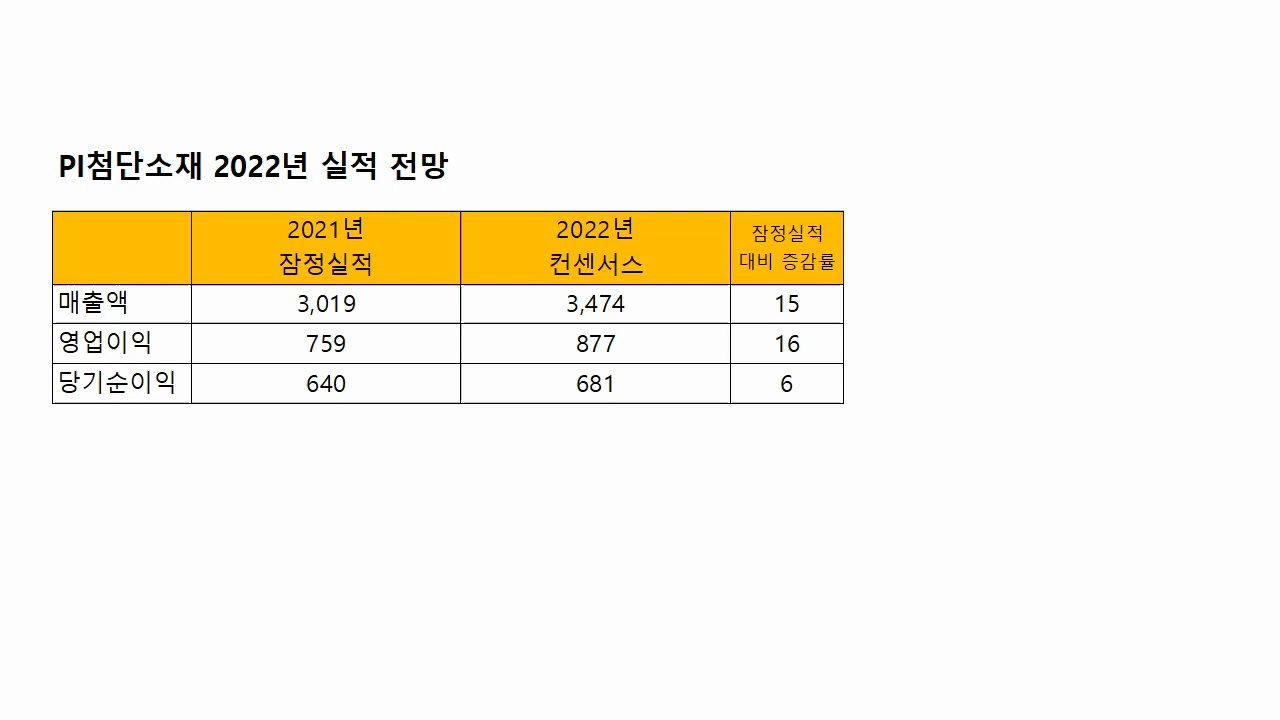 PI첨단소재 2022년 실적 전망
2021년 2022년 잠정실적
잠정실적 컨센서스 대비 증감률
매출액 3,019 3,474 15
영업이익 759 877 16
당기순이익 640 681 6